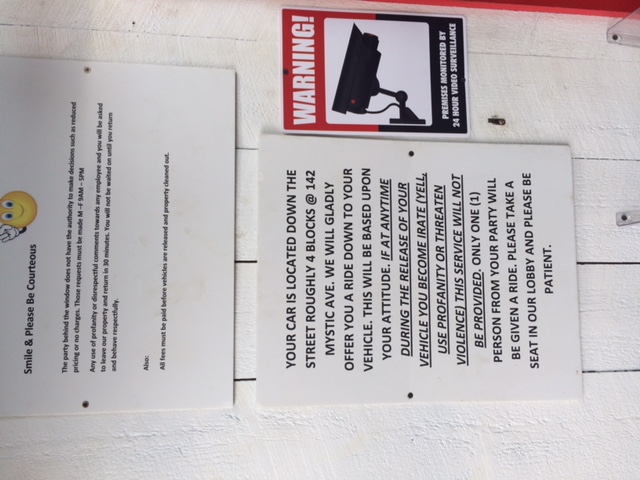 Smile & Please Be Courteous
The party behind the window does not have the authority to make decisions such as reduced
pricing or no charges. Those requests must be made M –F 9AM – 5PM
Any use of profanity or disrespectful comments towards any employee and you will be asked
to leave our property and return in 30 minutes. You will not be waited on until you return
and behave respectfully.
Also:
All fees must be paid before vehicles are released and property cleaned out.
WARNING!
PREMISES MONITORED BY
24 HOUR VIDEO SURVEILLANCE
YOUR CAR IS LOCATED DOWN THE
STREET ROUGHLY 4 BLOCKS @ 142
MYSTIC AVE. WE WILL GLADLY
OFFER YOU A RIDE DOWN TO YOUR
VEHICLE. THIS WILL BE BASED UPON
YOUR ATTITUDE. IF AT ANYTIME
DURING THE RELEASE OF YOUR
VEHICLE YOU BECOME IRATE (YELL,
USE PROFANITY OR THREATEN
VIOLENCE) THIS SERVICE WILL NOT
BE PROVIDED. ONLY ONE (1)
PERSON FROM YOUR PARTY WILL
BE GIVEN A RIDE. PLEASE TAKE A
SEAT IN OUR LOBBY AND PLEASE BE
PATIENT.